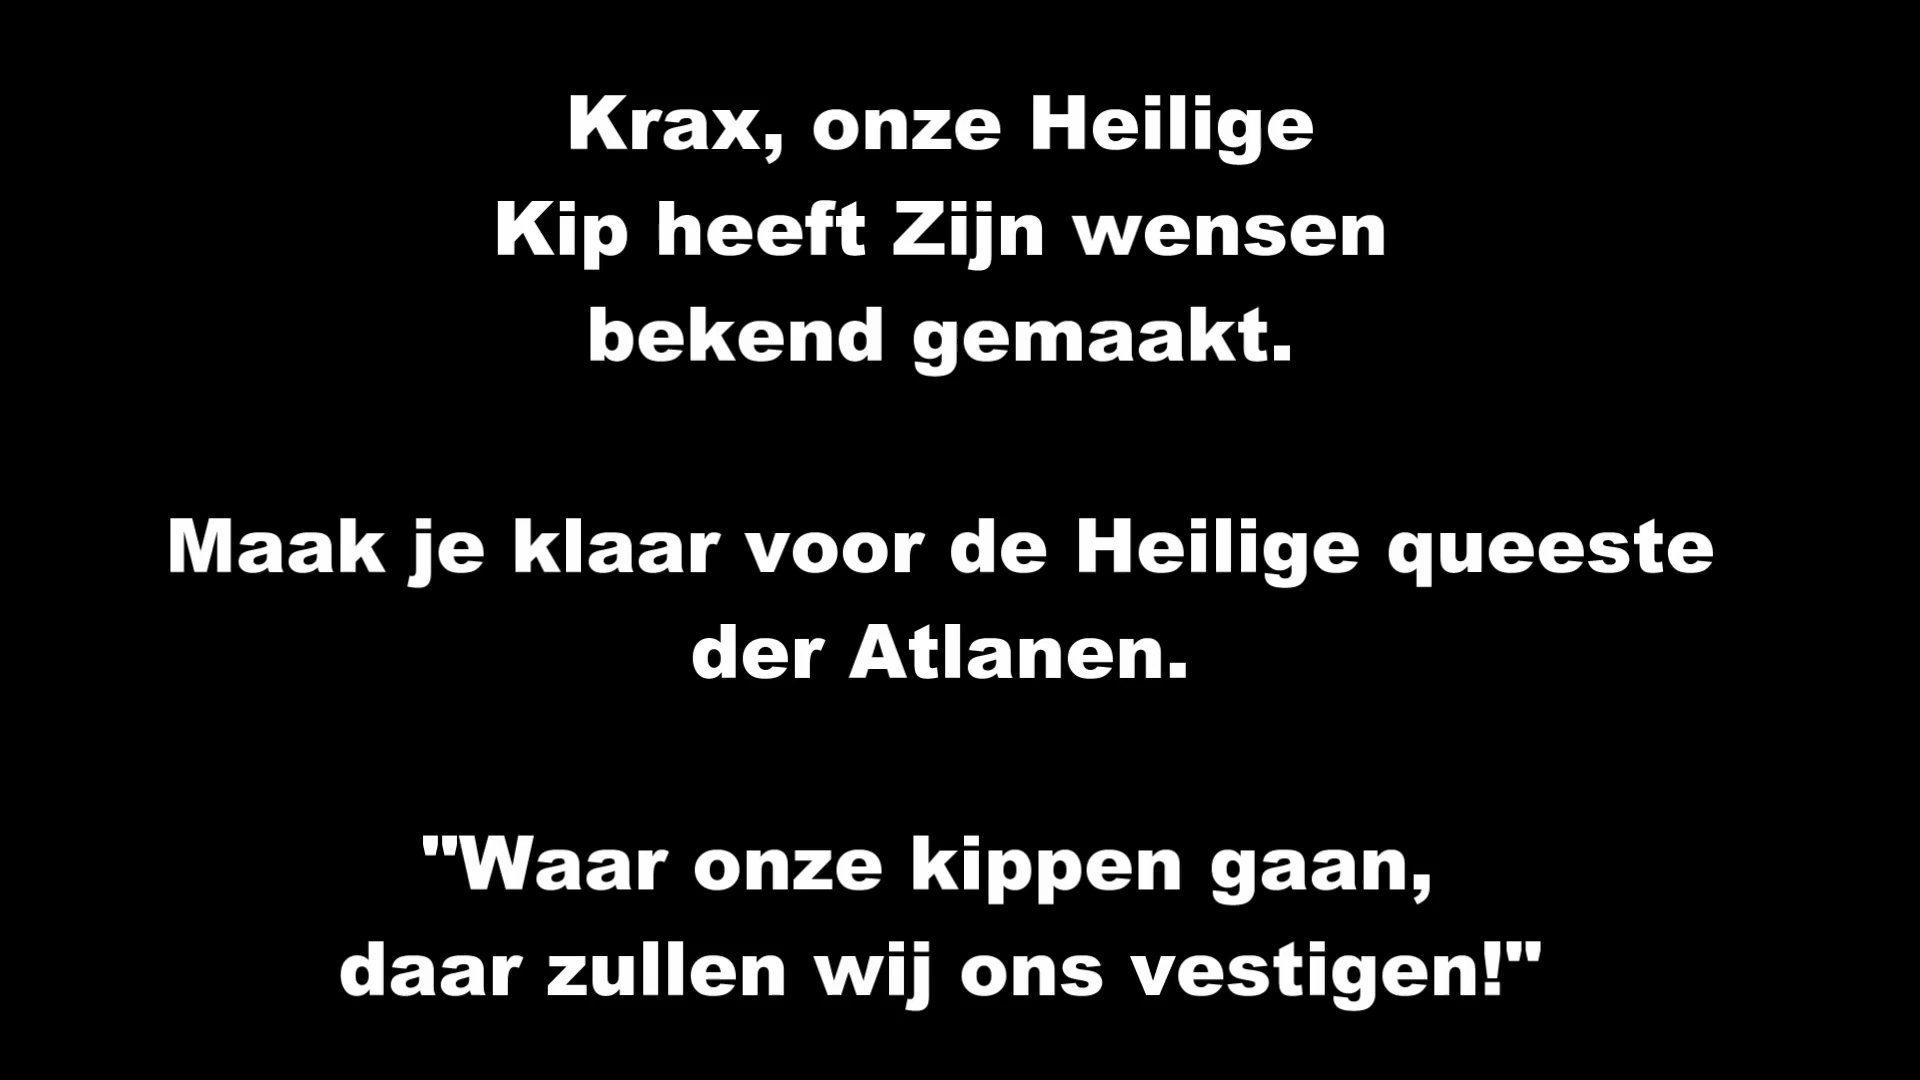 Krax, onze Heilige
Kip heeft Zijn wensen
bekend gemaakt.
Maak je klaar voor de Heilige queeste
der Atlanen.
"Waar onze kippen gaan,
daar zullen wij ons vestigen!"